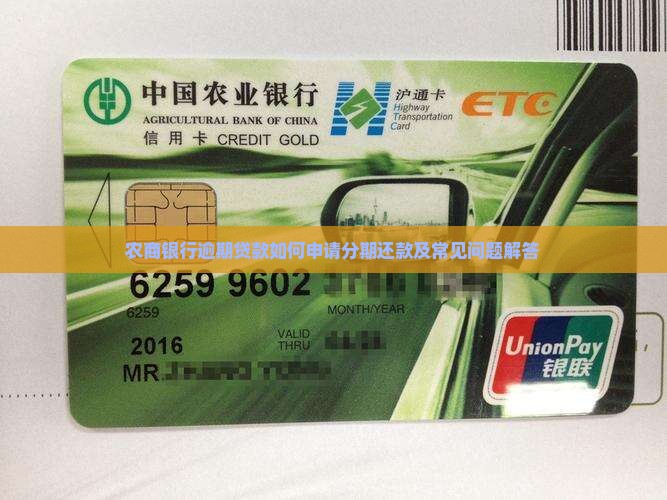 中国农业银行
AGRICULTURAL BANK OF CHINA
信用卡 CREDIT GOLD
沪通卡
Highway
Transportation
Card
ETC
农商银行逾期贷款如何申请分期还款及常见问题解答
6259 9602
6259
MONTH/YEAR
VALID
THRU
2016
MR
UnionPay
银联